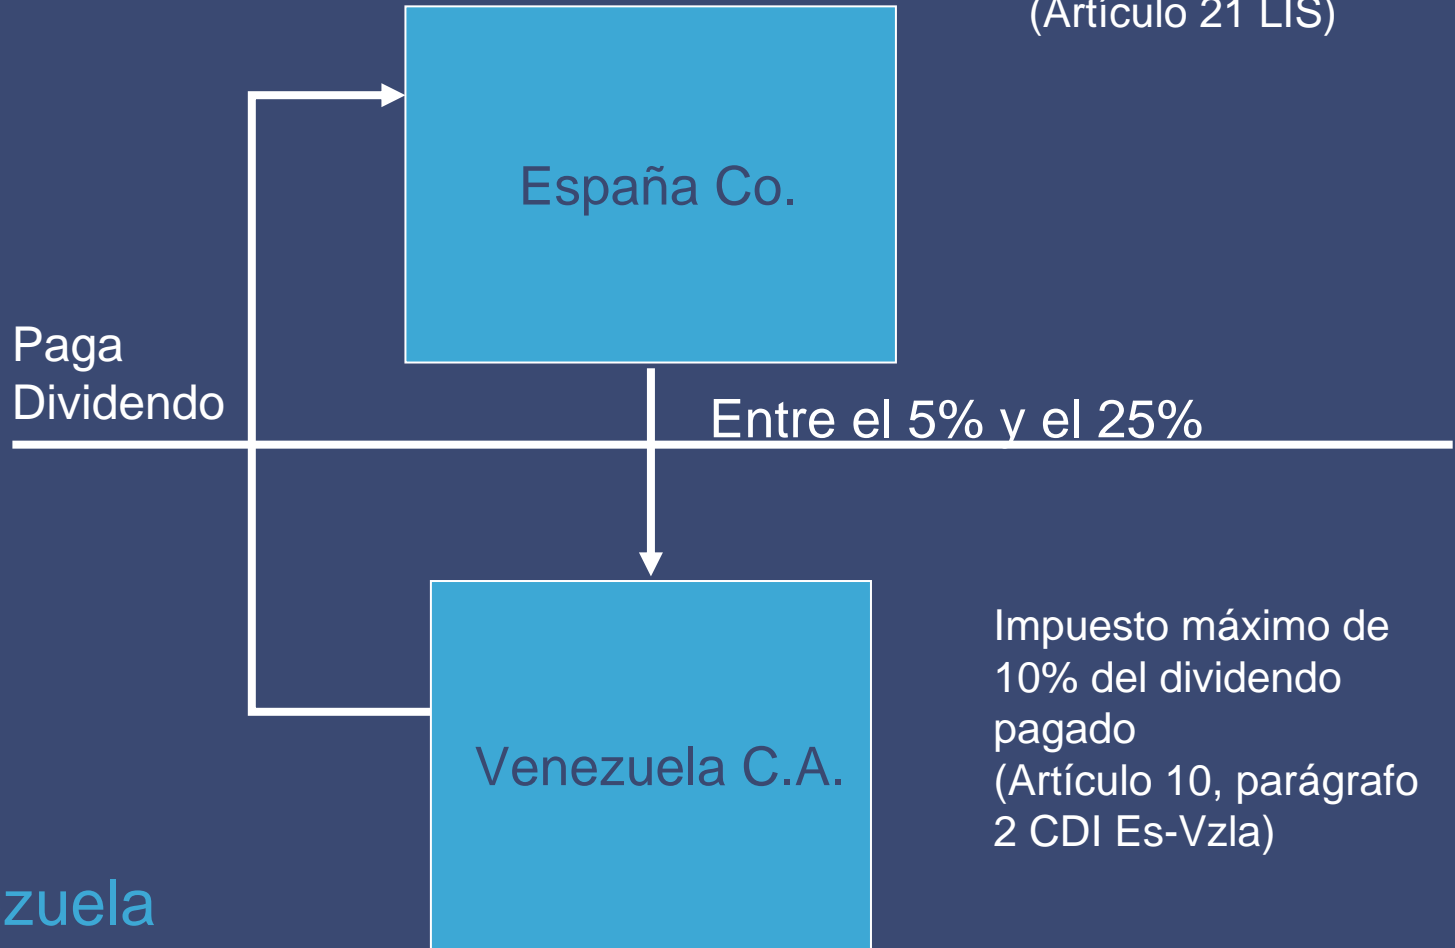 (Artículo 21 LIS)
España Co.
Paga
Dividendo
Entre el 5% y el 25%
Impuesto máximo de
10% del dividendo
pagado
(Artículo 10, parágrafo
2 CDI Es-Vzla)
Venezuela C.A.
zuela